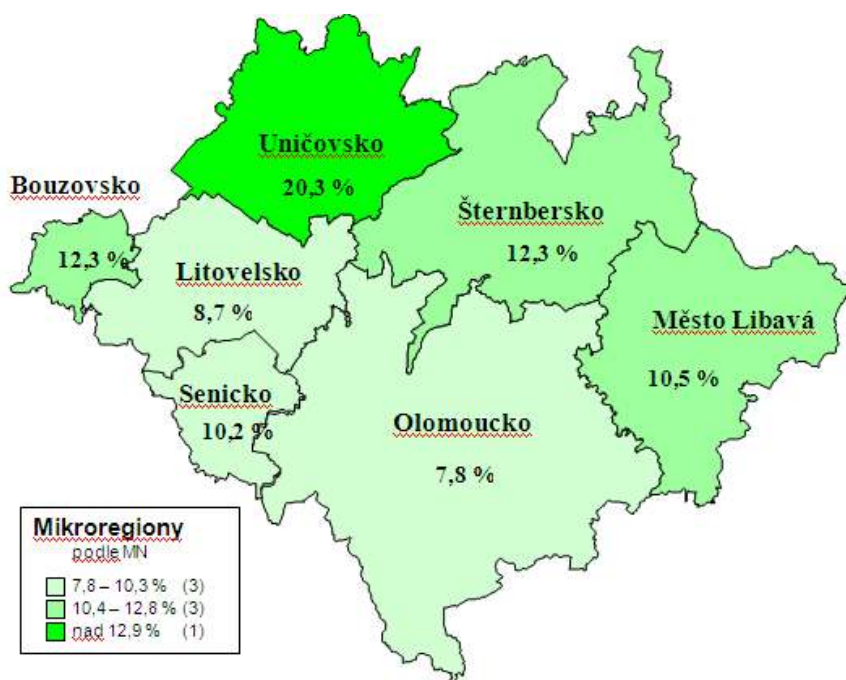 Uničovsko
20,3 %
Bouzovsko
12,3 %
Šternbersko
12,3 %
Litovelsko
8,7 %
Město Libavá
10,5 %
Senicko
10,2 %
Olomoucko
7,8 %
Mikroregiony
podle MN
7,8 – 10,3 % (3)
10,4 – 12,8 % (3)
nad 12,9 % (1)